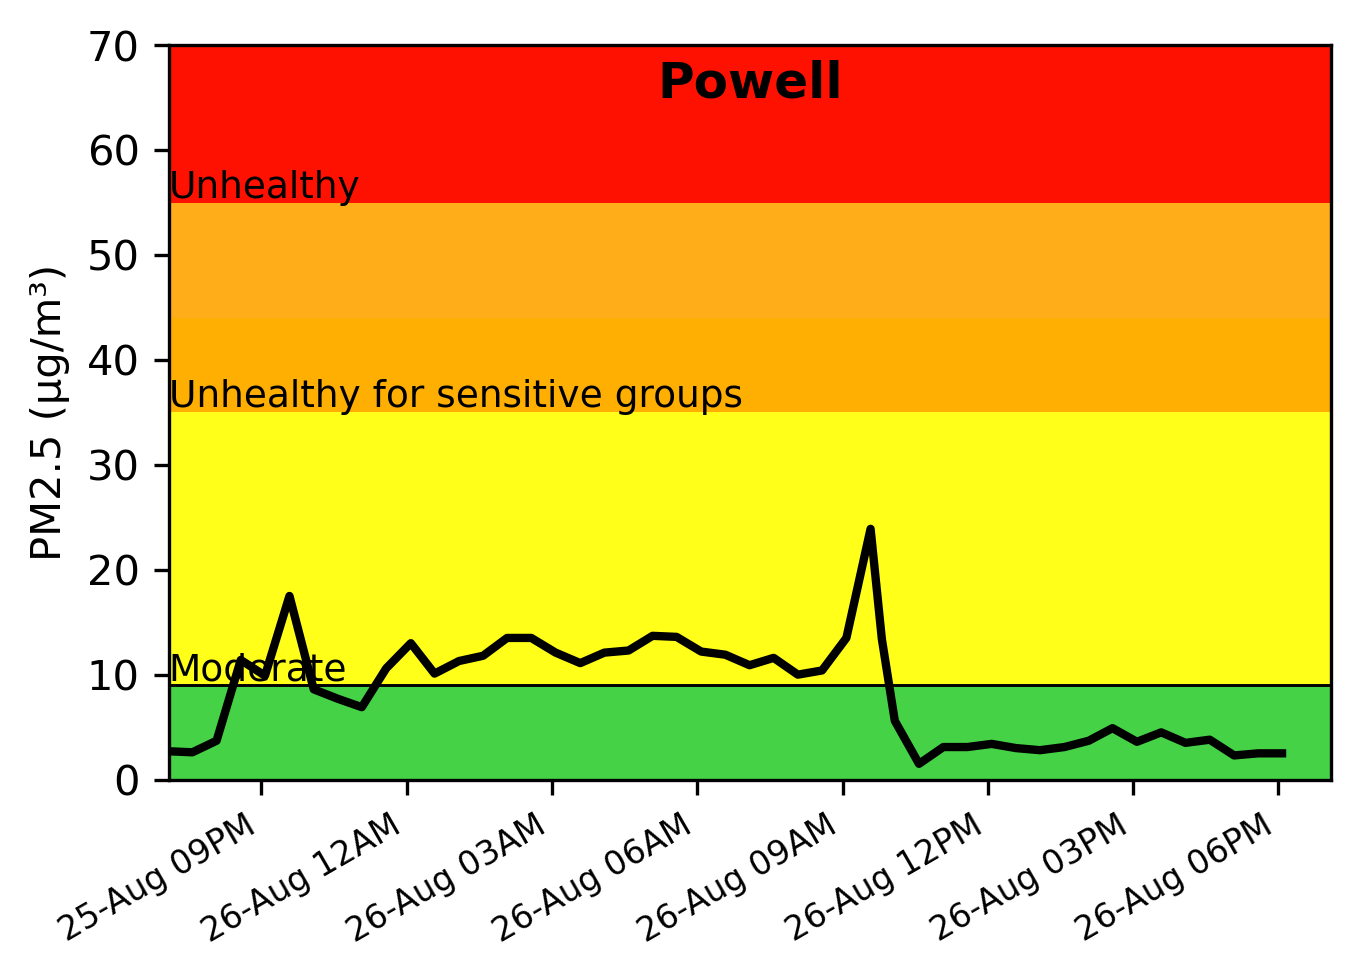 Powell
70
60
50
40
30
20
10
0
PM2.5 (µg/m³)
Unhealthy
Unhealthy for sensitive groups
Moderate
25-Aug 09PM
26-Aug 12AM
26-Aug 03AM
26-Aug 06AM
26-Aug 09AM
26-Aug 12PM
26-Aug 03PM
26-Aug 06PM